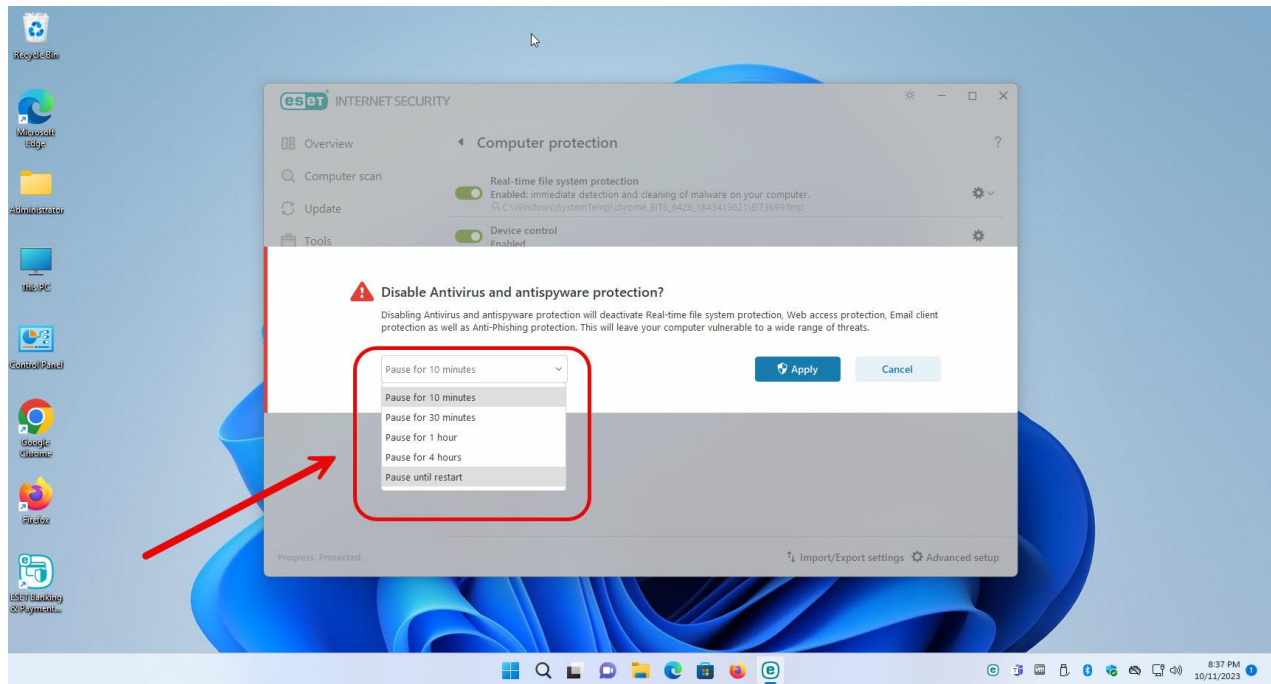 Recycle Bin
Microsoft
Edge
Administrator
This PC
Control Panel
Google
Chrome
Firefox
ESET Banking
& Payment...
eset INTERNET SECURITY
Overview
Computer scan
Update
Tools
Computer protection
?
Real-time file system protection
Enabled: immediate detection and cleaning of malware on your computer.
C:\Windows\SystemTemp\chrome_BITS_6428_1843413621\BIT3699.tmp
Device control
Enabled
Disable Antivirus and antispyware protection?
Disabling Antivirus and antispyware protection will deactivate Real-time file system protection, Web access protection, Email client
protection as well as Anti-Phishing protection. This will leave your computer vulnerable to a wide range of threats.
Pause for 10 minutes
Apply
Cancel
Pause for 10 minutes
Pause for 30 minutes
Pause for 1 hour
Pause for 4 hours
Pause until restart
Progress. Protected.
Import/Export settings
Advanced setup
8:37 PM
10/11/2023
1